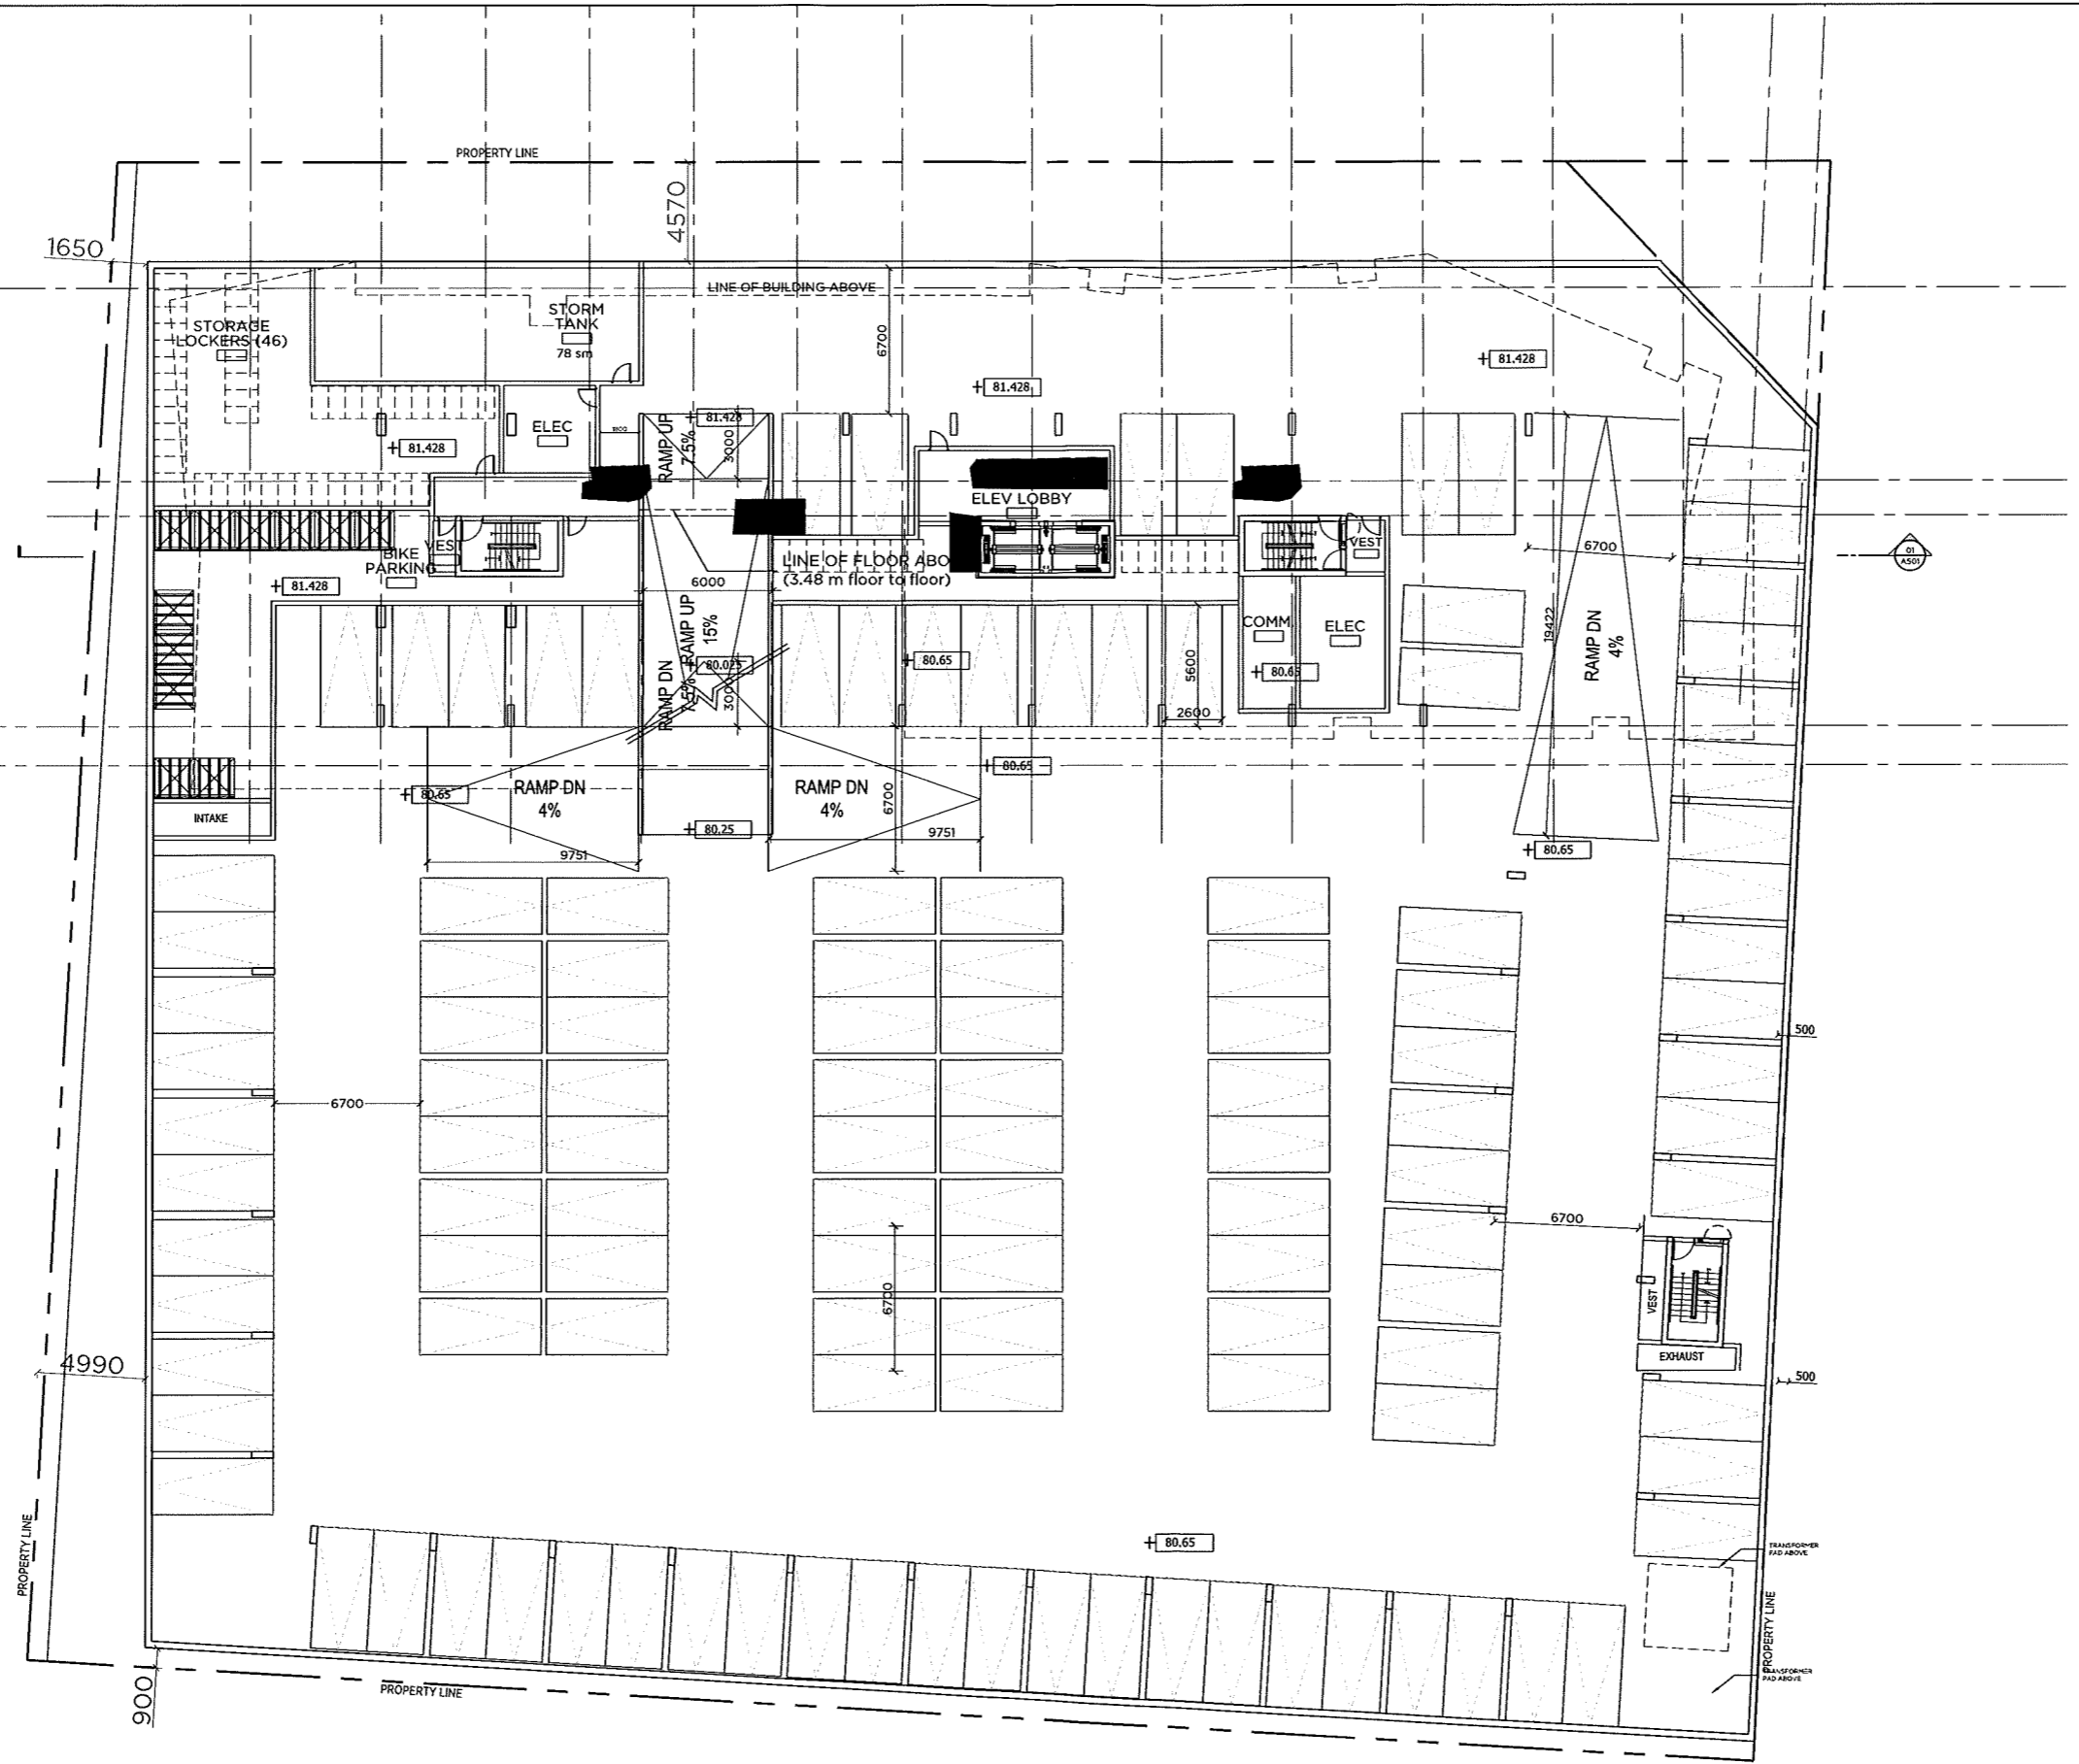 PROPERTY LINE
4570
1650
LINE OF BUILDING ABOVE
STORAGE
LOCKERS (46)
STORM
TANK
78 sm
6700
81.428
81.428
81.428
81.428
ELEC
RAMP UP
7.5%
3000
ELEV LOBBY
VEST
BIKE
PARKING
LINE OF FLOOR ABO
(3.48 m floor to floor)
VEST
6700
01
A501
81.428
6000
RAMP UP
15%
RAMP DN
7.5%
80.025
3000
80.65
5600
2600
COMM
ELEC
80.65
19422
RAMP DN
4%
80.65
RAMP DN
4%
80.65
RAMP DN
4%
6700
INTAKE
80.25
9751
9751
80.65
500
6700
6700
6700
VEST
EXHAUST
500
4990
PROPERTY LINE
80.65
TRANSFORMER
PAD ABOVE
PROPERTY LINE
TRANSFORMER
PAD ABOVE
PROPERTY LINE
900